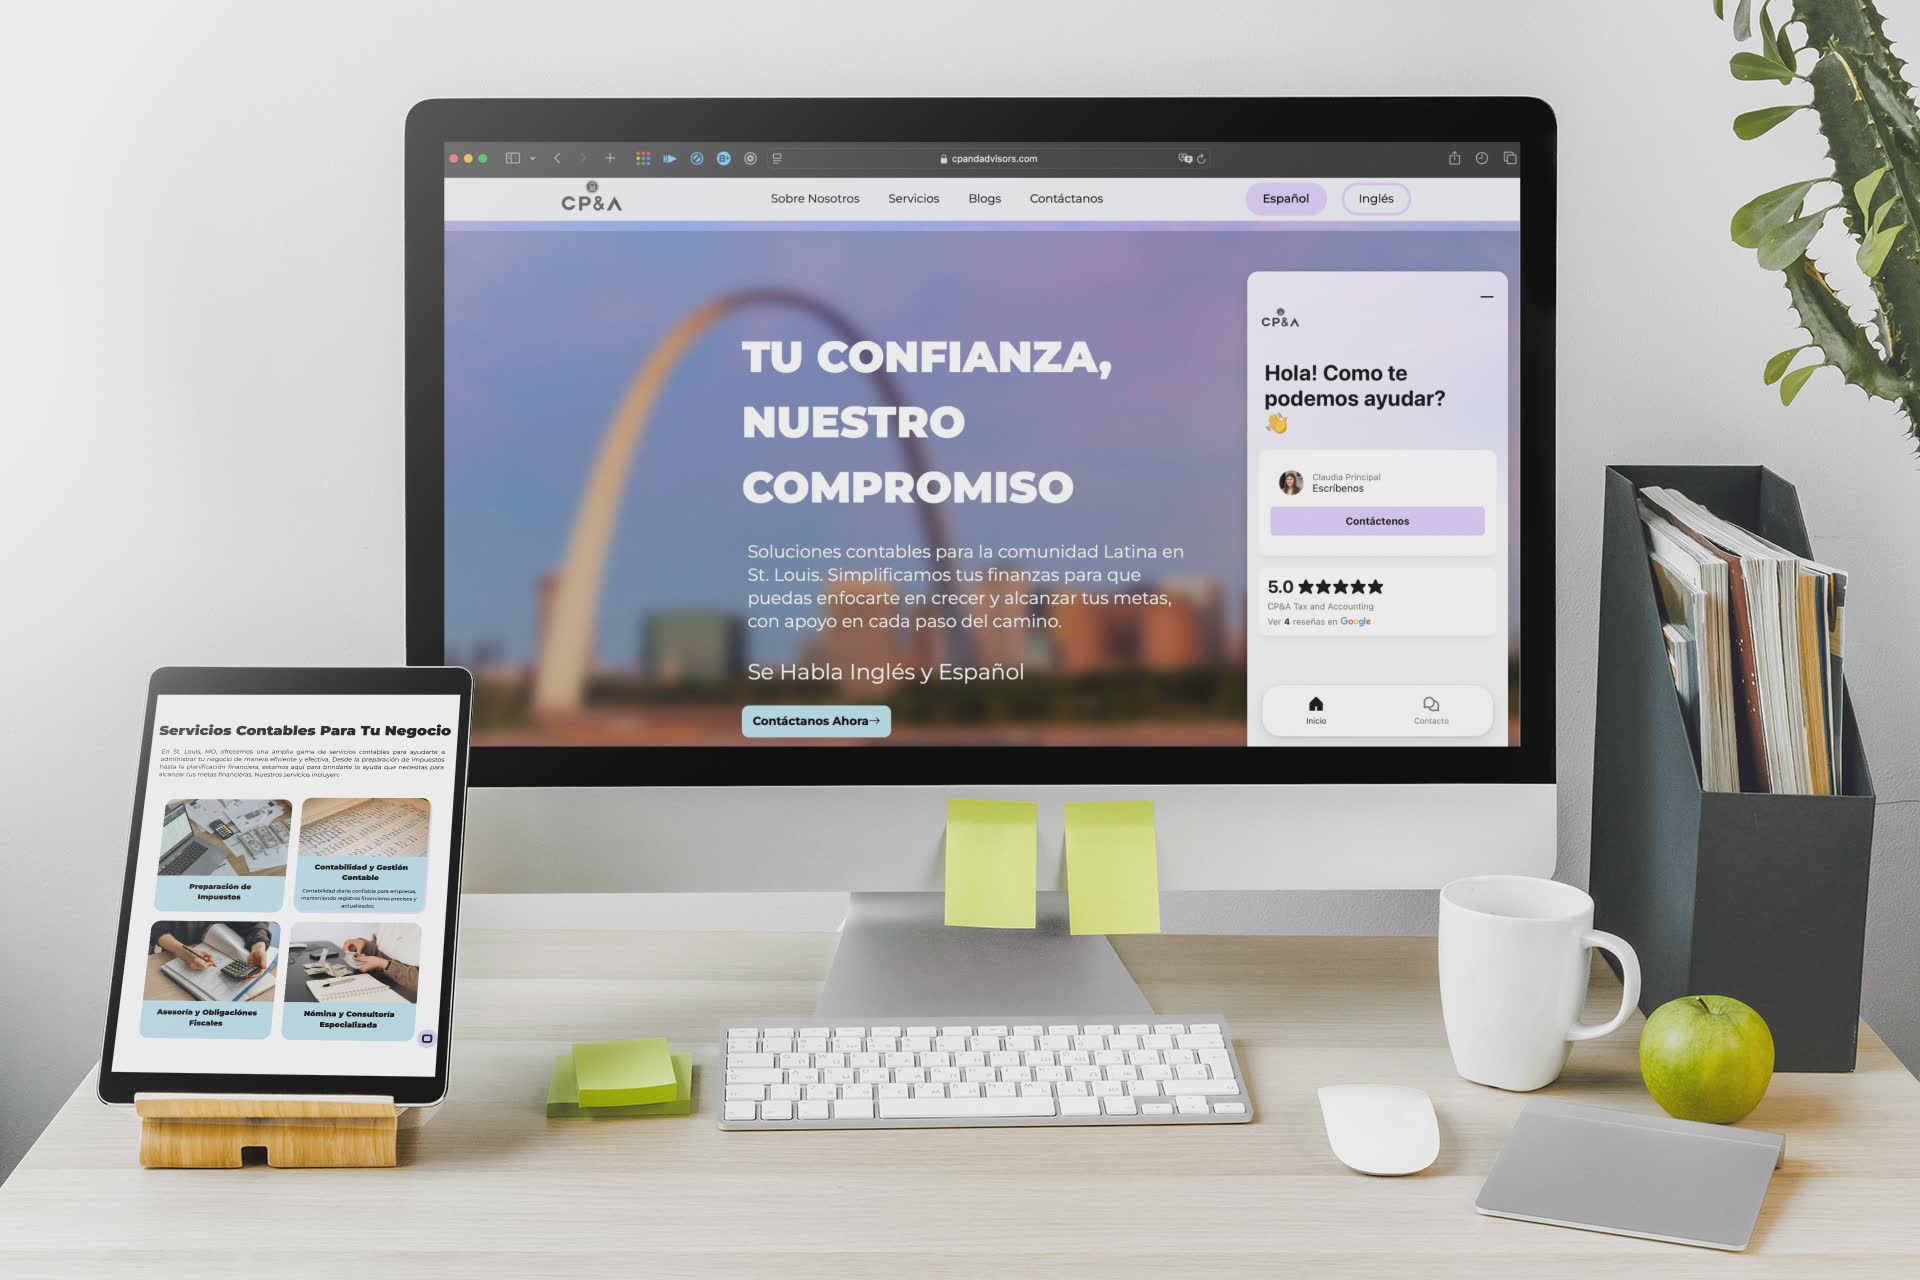 cpandadvisors.com
CP&A
Sobre Nosotros
Servicios
Blogs
Contáctanos
Español
Inglés
TU CONFIANZA,
NUESTRO
COMPROMISO
Soluciones contables para la comunidad Latina en
St. Louis. Simplificamos tus finanzas para que
puedas enfocarte en crecer y alcanzar tus metas,
con apoyo en cada paso del camino.
Se Habla Inglés y Español
Contáctanos Ahora→
CP&A
Hola! Como te
podemos ayudar?
Claudia Principal
Escríbenos
Contáctenos
5.0 ★★★★★
CP&A Tax and Accounting
Ver 4 reseñas en Google
Inicio
Contacto
Servicios Contables Para Tu Negocio
En St. Louis, MO, ofrecemos una amplia gama de servicios contables para ayudarte a
administrar tu negocio de manera eficiente y efectiva. Desde la preparación de impuestos
hasta la planificación financiera, estamos aquí para brindarte la ayuda que necesitas para
alcanzar tus metas financieras. Nuestros servicios incluyen:
Preparación de
Impuestos
Contabilidad y Gestión
Contable
Contabilidad diaria confiable para empresas,
manteniendo registros financieros precisos y
actualizados.
Asesoría y Obligaciónes
Fiscales
Nómina y Consultoría
Especializada